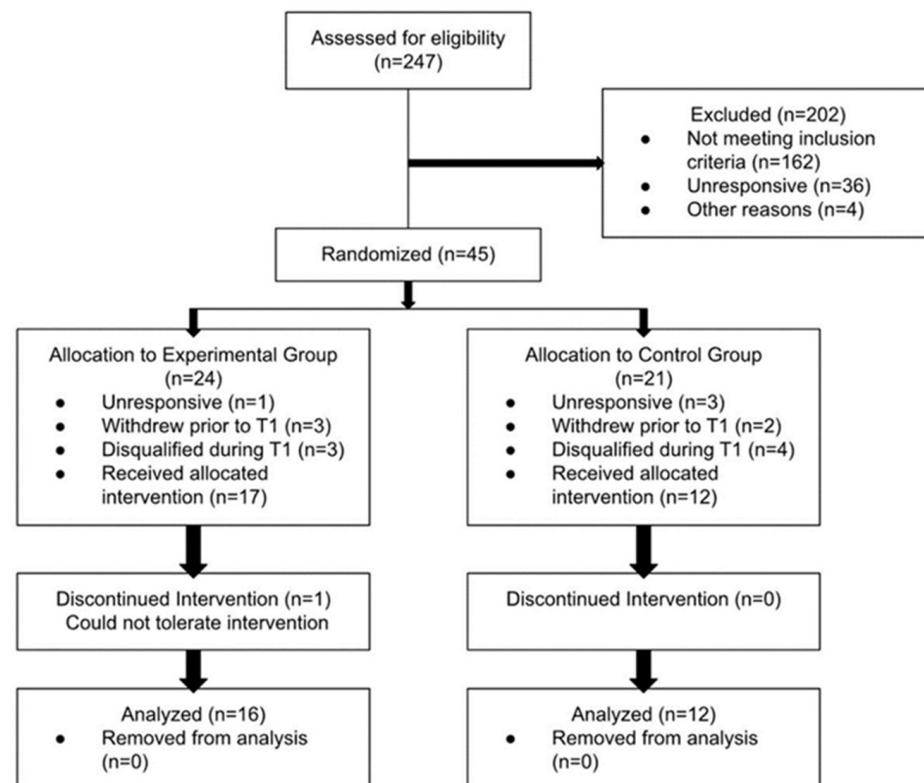 Assessed for eligibility
(n=247)
Excluded (n=202)
● Not meeting inclusion
criteria (n=162)
● Unresponsive (n=36)
● Other reasons (n=4)
Randomized (n=45)
Allocation to Experimental Group
(n=24)
● Unresponsive (n=1)
● Withdrew prior to T1 (n=3)
● Disqualified during T1 (n=3)
● Received allocated
intervention (n=17)
Allocation to Control Group
(n=21)
● Unresponsive (n=3)
● Withdrew prior to T1 (n=2)
● Disqualified during T1 (n=4)
● Received allocated
intervention (n=12)
Discontinued Intervention (n=1)
Could not tolerate intervention
Discontinued Intervention (n=0)
Analyzed (n=16)
● Removed from analysis
(n=0)
Analyzed (n=12)
● Removed from analysis
(n=0)